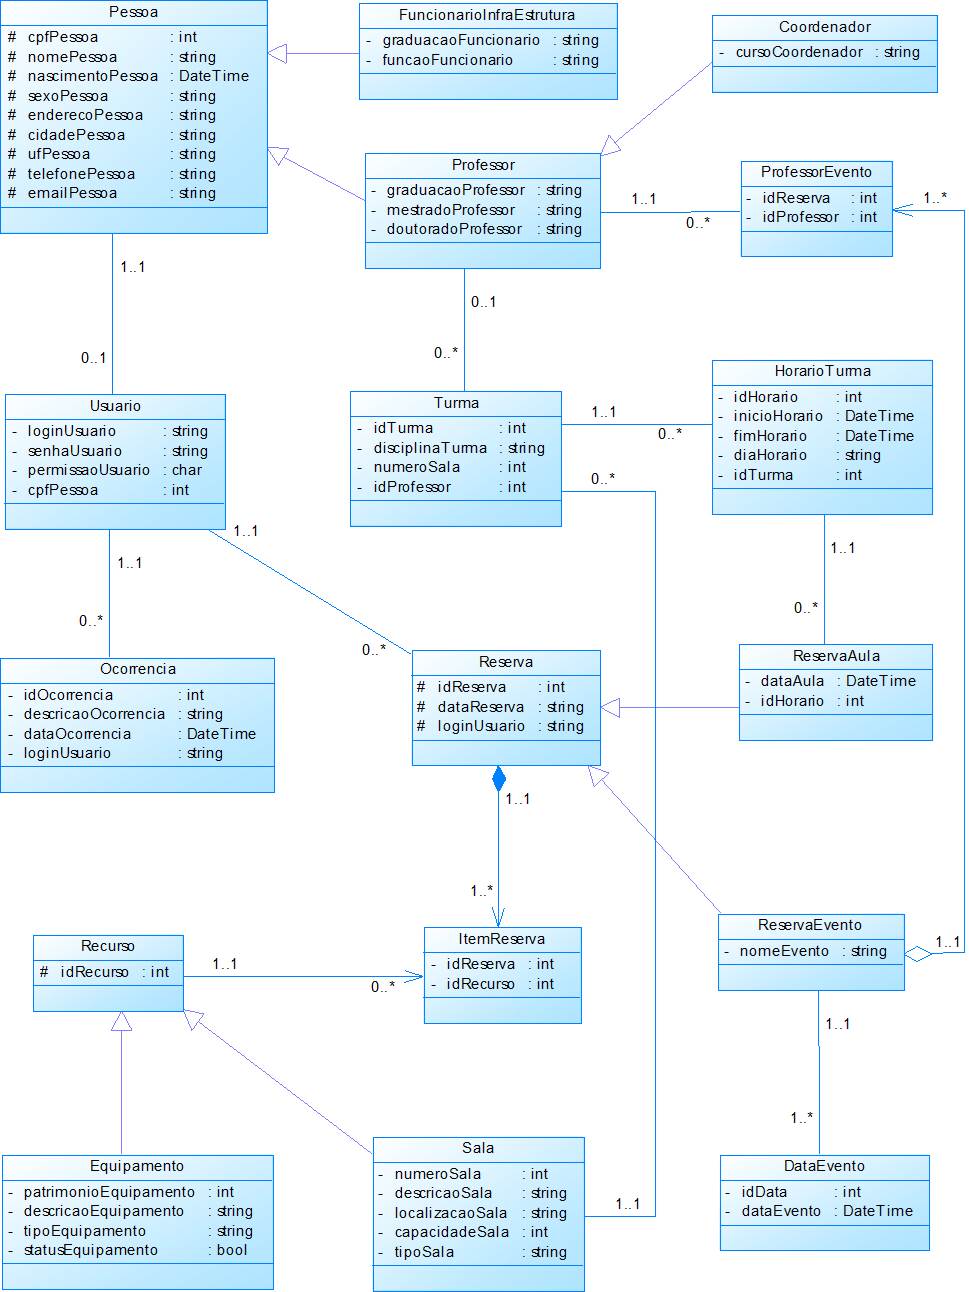 Pessoa
# cpfPessoa : int
# nomePessoa : string
# nascimentoPessoa : DateTime
# sexoPessoa : string
# enderecoPessoa : string
# cidadePessoa : string
# ufPessoa : string
# telefonePessoa : string
# emailPessoa : string
FuncionarioInfraEstrutura
- graduacaoFuncionario : string
- funcaoFuncionario : string
Coordenador
- cursoCoordenador : string
Professor
- graduacaoProfessor : string
- mestradoProfessor : string
- doutoradoProfessor : string
1..1
0..*
ProfessorEvento
- idReserva : int
- idProfessor : int
1..*
1..1
0..1
0..1
0..*
Usuario
- loginUsuario : string
- senhaUsuario : string
- permissaoUsuario : char
- cpfPessoa : int
Turma
- idTurma : int
- disciplinaTurma : string
- numeroSala : int
- idProfessor : int
1..1
0..*
0..*
HorarioTurma
- idHorario : int
- inicioHorario : DateTime
- fimHorario : DateTime
- diaHorario : string
- idTurma : int
1..1
0..*
1..1
0..*
1..1
0..*
Ocorrencia
- idOcorrencia : int
- descricaoOcorrencia : string
- dataOcorrencia : DateTime
- loginUsuario : string
Reserva
# idReserva : int
# dataReserva : string
# loginUsuario : string
ReservaAula
- dataAula : DateTime
- idHorario : int
1..1
1..*
Recurso
# idRecurso : int
1..1
0..*
ItemReserva
- idReserva : int
- idRecurso : int
ReservaEvento
- nomeEvento : string
1..1
1..1
1..*
Equipamento
- patrimonioEquipamento : int
- descricaoEquipamento : string
- tipoEquipamento : string
- statusEquipamento : bool
Sala
- numeroSala : int
- descricaoSala : string
- localizacaoSala : string
- capacidadeSala : int
- tipoSala : string
1..1
DataEvento
- idData : int
- dataEvento : DateTime